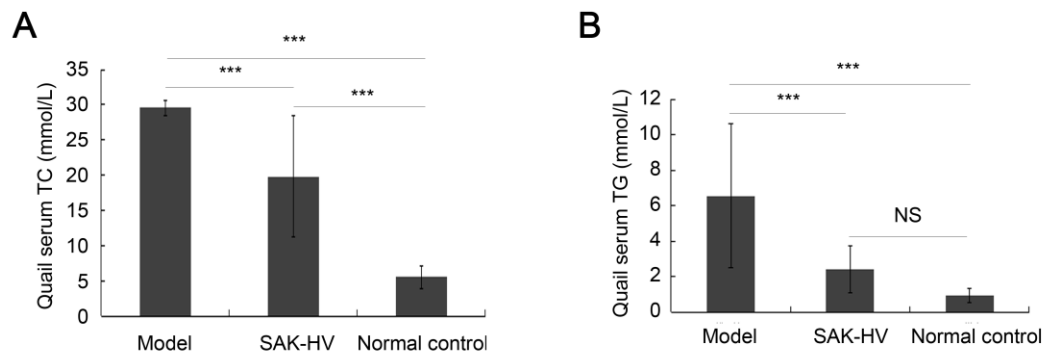 A
***
***
***
35
30
25
20
15
10
5
0
Quail serum TC (mmol/L)
Model SAK-HV Normal control
B
***
***
NS
12
10
8
6
4
2
0
Quail serum TG (mmol/L)
Model SAK-HV Normal control